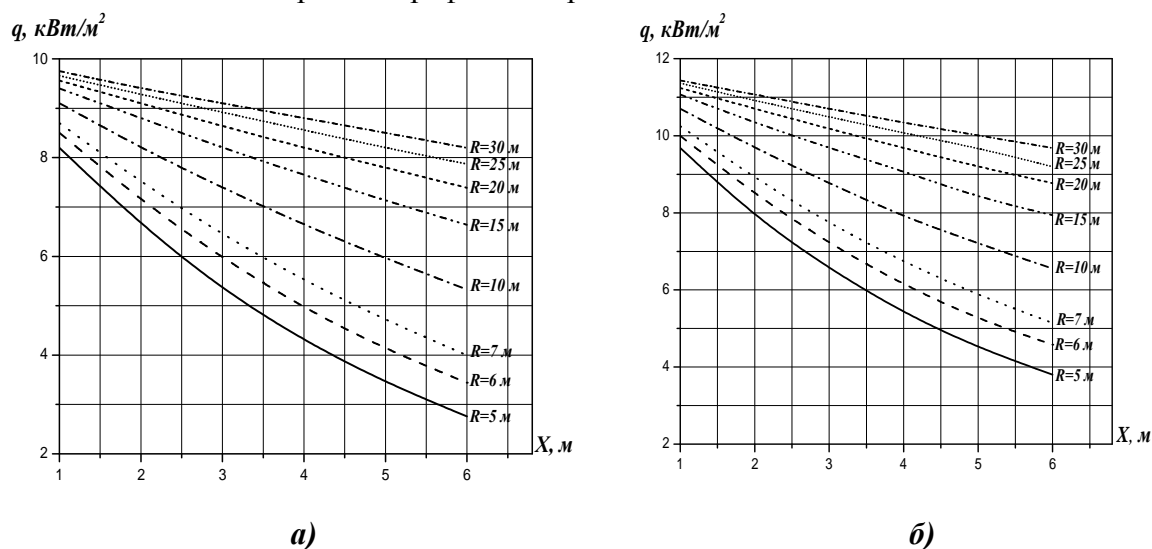 q, кВт/м²
10
8
6
4
2
1 2 3 4 5 6
X, м
R=30 м
R=25 м
R=20 м
R=15 м
R=10 м
R=7 м
R=6 м
R=5 м
а)
q, кВт/м²
12
10
8
6
4
2
1 2 3 4 5 6
X, м
R=30 м
R=25 м
R=20 м
R=15 м
R=10 м
R=7 м
R=6 м
R=5 м
б)